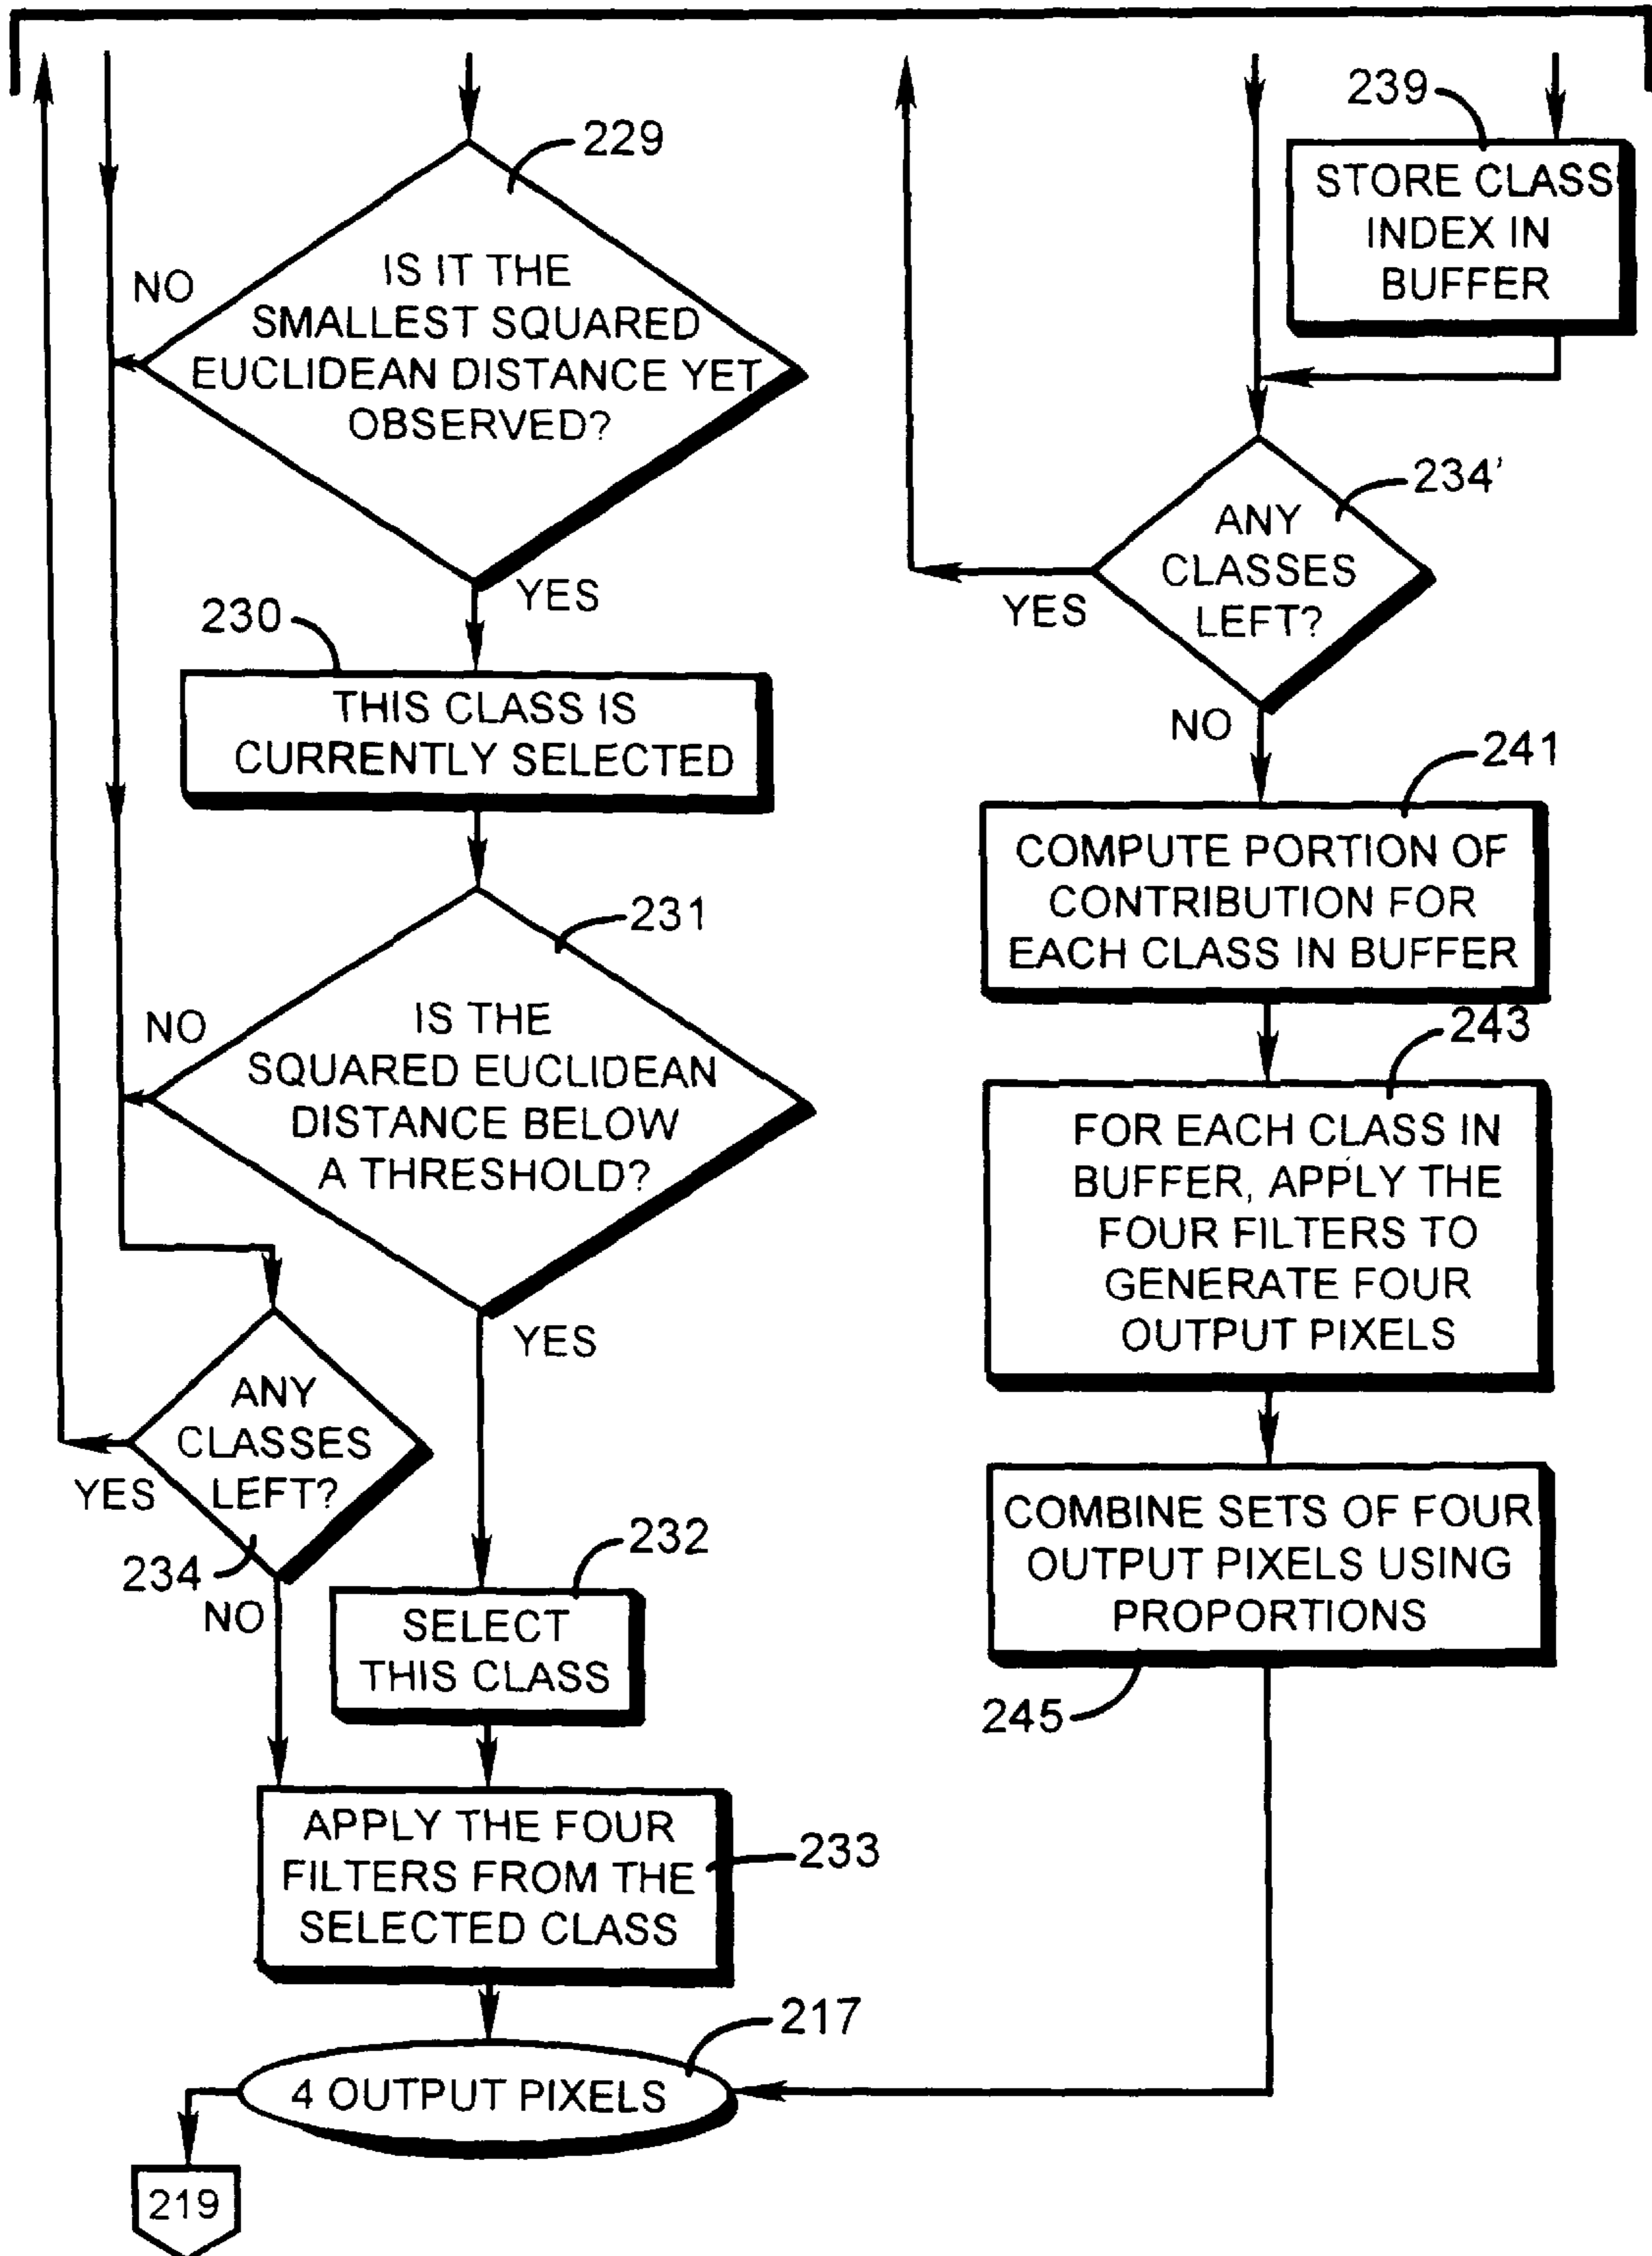 229
IS IT THE
SMALLEST SQUARED
EUCLIDEAN DISTANCE YET
OBSERVED?
NO
YES
230
THIS CLASS IS
CURRENTLY SELECTED
231
IS THE
SQUARED EUCLIDEAN
DISTANCE BELOW
A THRESHOLD?
NO
YES
ANY
CLASSES
LEFT?
YES
234
NO
232
SELECT
THIS CLASS
APPLY THE FOUR
FILTERS FROM THE
SELECTED CLASS
233
217
4 OUTPUT PIXELS
219
239
STORE CLASS
INDEX IN
BUFFER
234'
ANY
CLASSES
LEFT?
YES
NO
241
COMPUTE PORTION OF
CONTRIBUTION FOR
EACH CLASS IN BUFFER
243
FOR EACH CLASS IN
BUFFER, APPLY THE
FOUR FILTERS TO
GENERATE FOUR
OUTPUT PIXELS
COMBINE SETS OF FOUR
OUTPUT PIXELS USING
PROPORTIONS
245